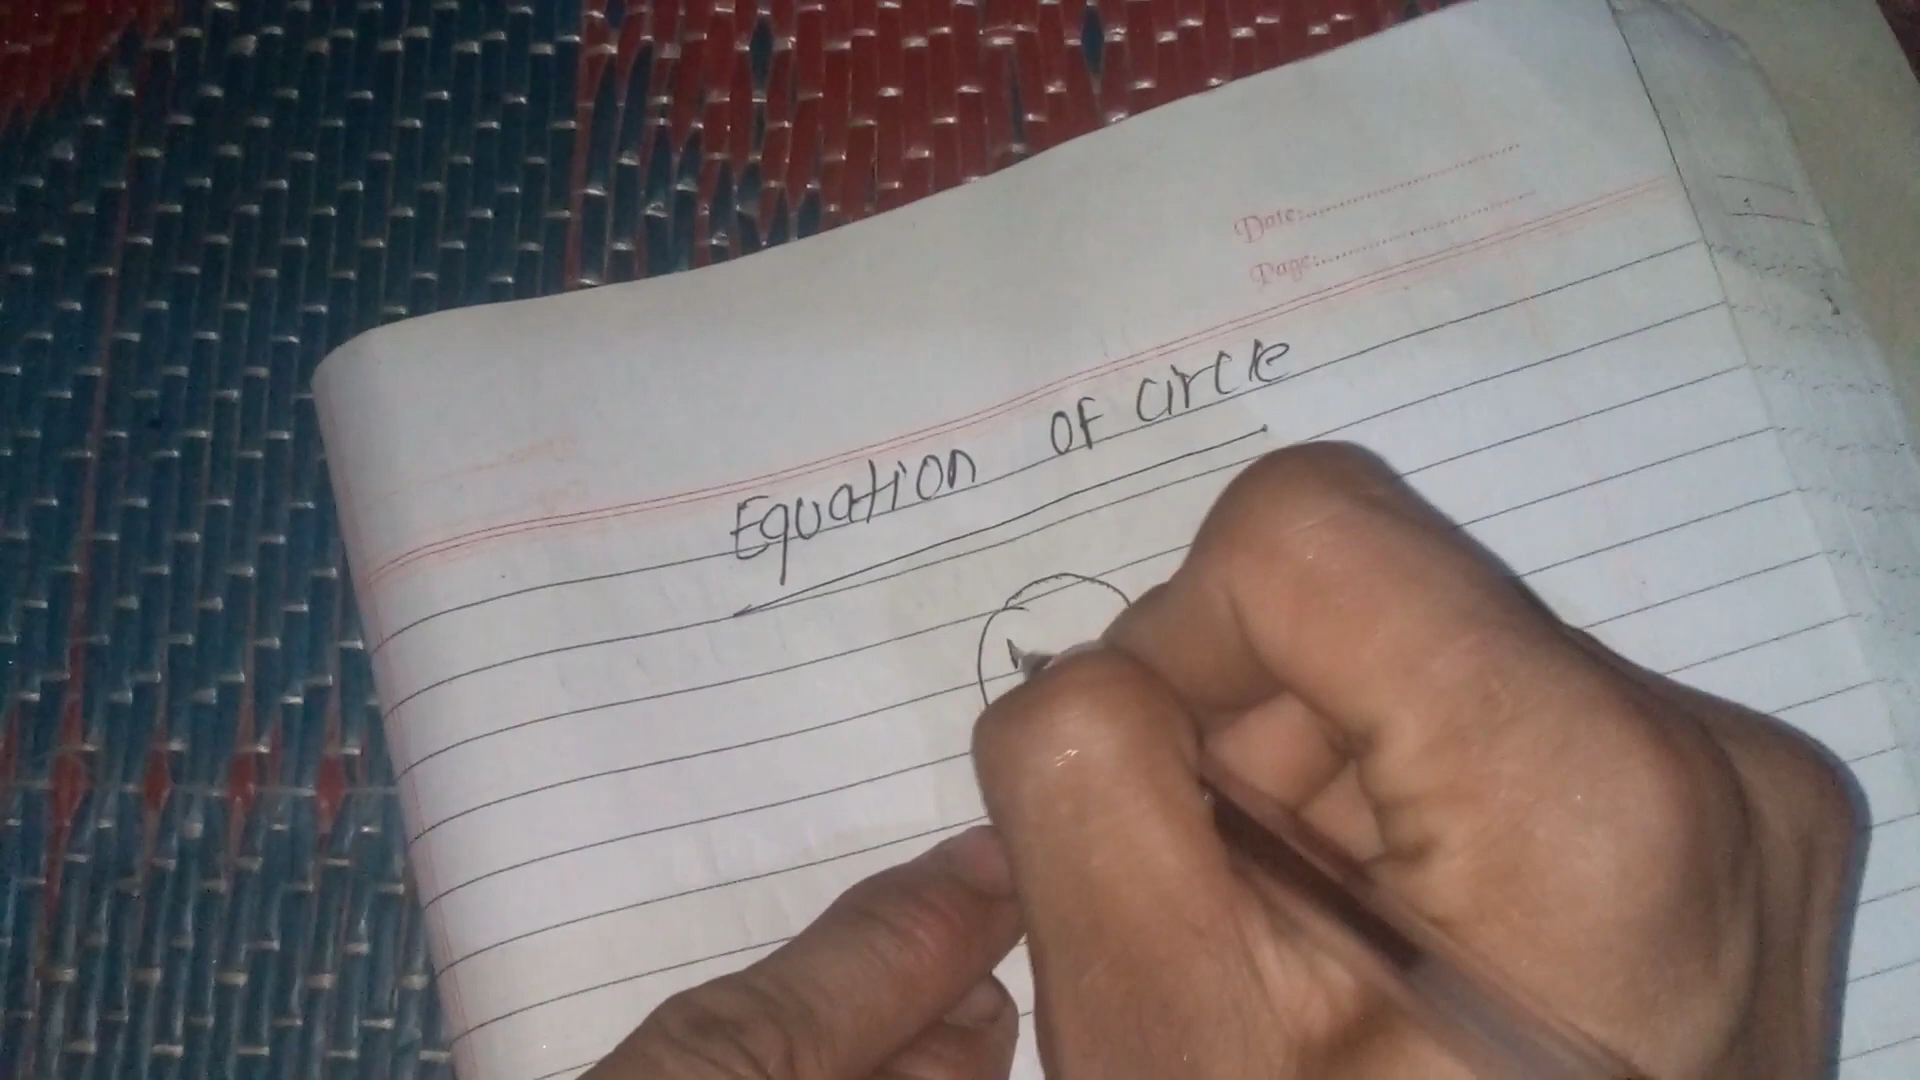 Date:
Page:
Equation OF circle